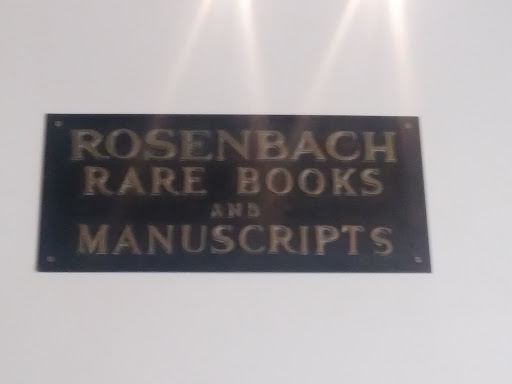 ROSENBACH
RARE BOOKS
AND
MANUSCRIPTS